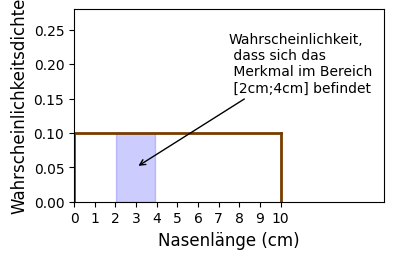 Wahrscheinlichkeitsdichte
0.25
0.20
0.15
0.10
0.05
0.00
Wahrscheinlichkeit,
dass sich das
Merkmal im Bereich
[2cm;4cm] befindet
0 1 2 3 4 5 6 7 8 9 10
Nasenlänge (cm)